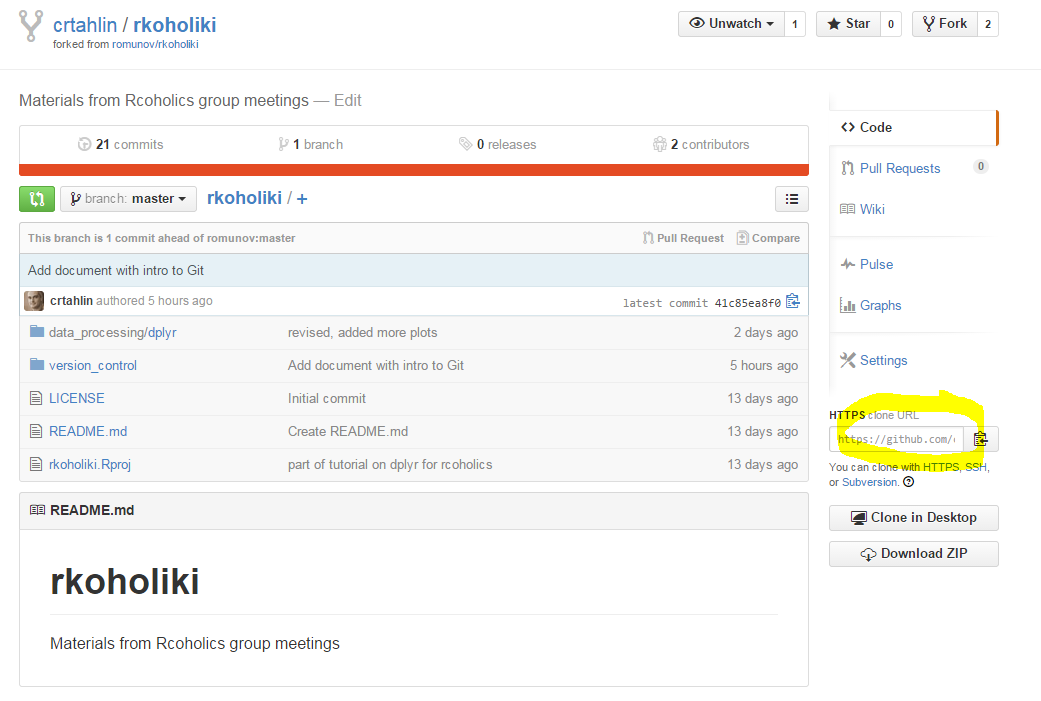 crtahlin / rkoholiki
forked from romunov/rkoholiki
Unwatch 1 Star 0 Fork 2
Materials from Rcoholics group meetings — Edit
21 commits 1 branch 0 releases 2 contributors
branch: master rkoholiki / +
This branch is 1 commit ahead of romunov:master Pull Request Compare
Add document with intro to Git
crtahlin authored 5 hours ago latest commit 41c85ea8f0
data_processing/dplyr revised, added more plots 2 days ago
version_control Add document with intro to Git 5 hours ago
LICENSE Initial commit 13 days ago
README.md Create README.md 13 days ago
rkoholiki.Rproj part of tutorial on dplyr for rcoholics 13 days ago
README.md
rkoholiki
Materials from Rcoholics group meetings
Code
Pull Requests 0
Wiki
Pulse
Graphs
Settings
HTTPS clone URL
https://github.com/
You can clone with HTTPS, SSH,
or Subversion.
Clone in Desktop
Download ZIP